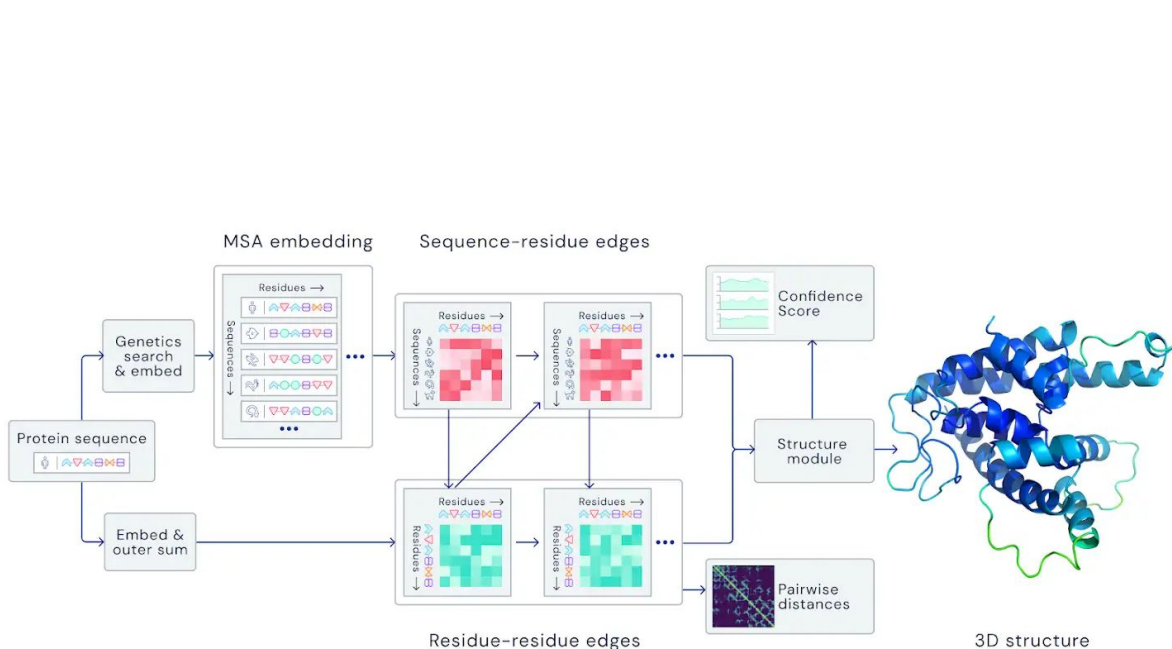 MSA embedding
Sequence-residue edges
Residues →
Sequences →
Genetics
search
& embed
Protein sequence
Embed &
outer sum
Residues →
Sequences →
Residues →
Sequences →
Residues →
Residues →
Residues →
Residues →
Confidence
Score
Structure
module
Pairwise
distances
Residue-residue edges
3D structure